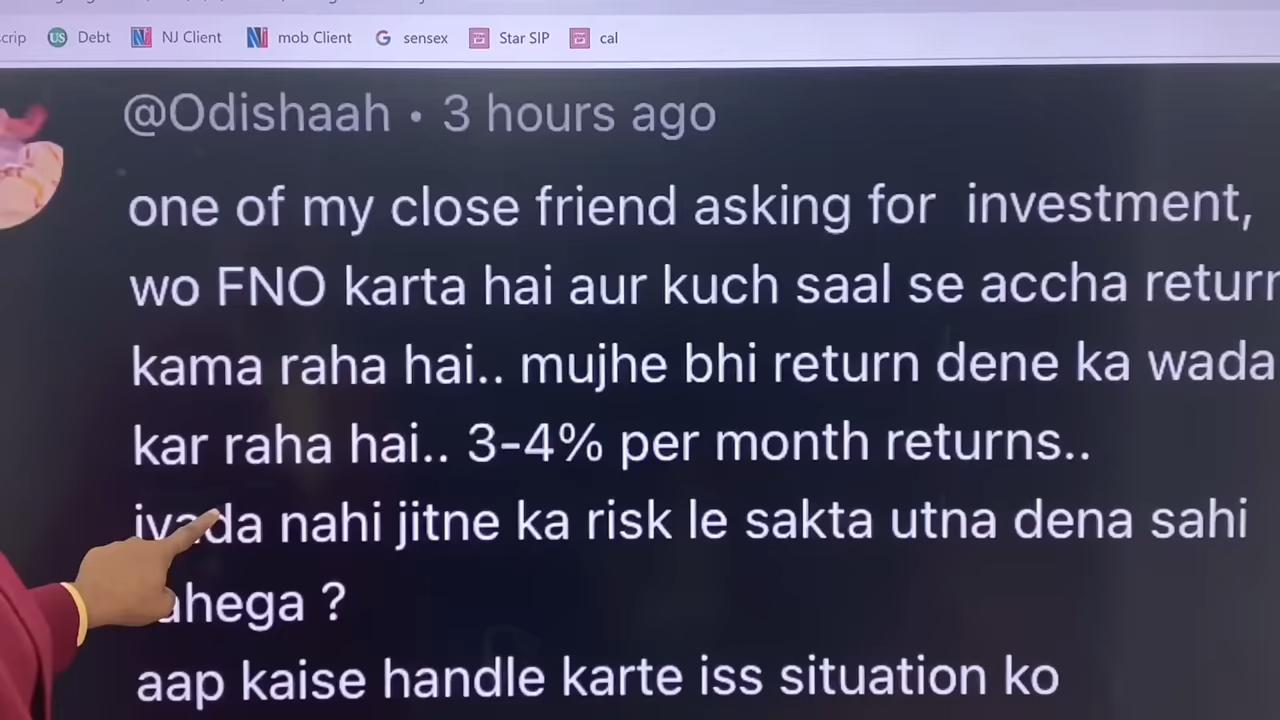 crip Debt NJ Client mob Client sensex Star SIP cal
@Odishaah • 3 hours ago
one of my close friend asking for investment,
wo FNO karta hai aur kuch saal se accha return
kama raha hai.. mujhe bhi return dene ka wada
kar raha hai.. 3-4% per month returns..
nahi jitne ka risk le sakta utna dena sahi
ahega ?
aap kaise handle karte iss situation ko